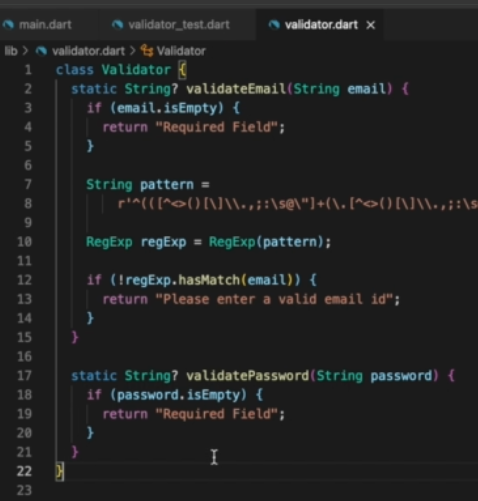 main.dart validator_test.dart validator.dart ×
lib > validator.dart > Validator
1 class Validator {
2 static String? validateEmail(String email) {
3 if (email.isEmpty) {
4 return "Required Field";
5 }
6
7 String pattern =
8 r'^(([^<>()[\]\\.,;:\s@\"]+(\.[^<>()[\]\\.,;:\s
9
10 RegExp regExp = RegExp(pattern);
11
12 if (!regExp.hasMatch(email)) {
13 return "Please enter a valid email id";
14 }
15 }
16
17 static String? validatePassword(String password) {
18 if (password.isEmpty) {
19 return "Required Field";
20 }
21 }
22 }
23